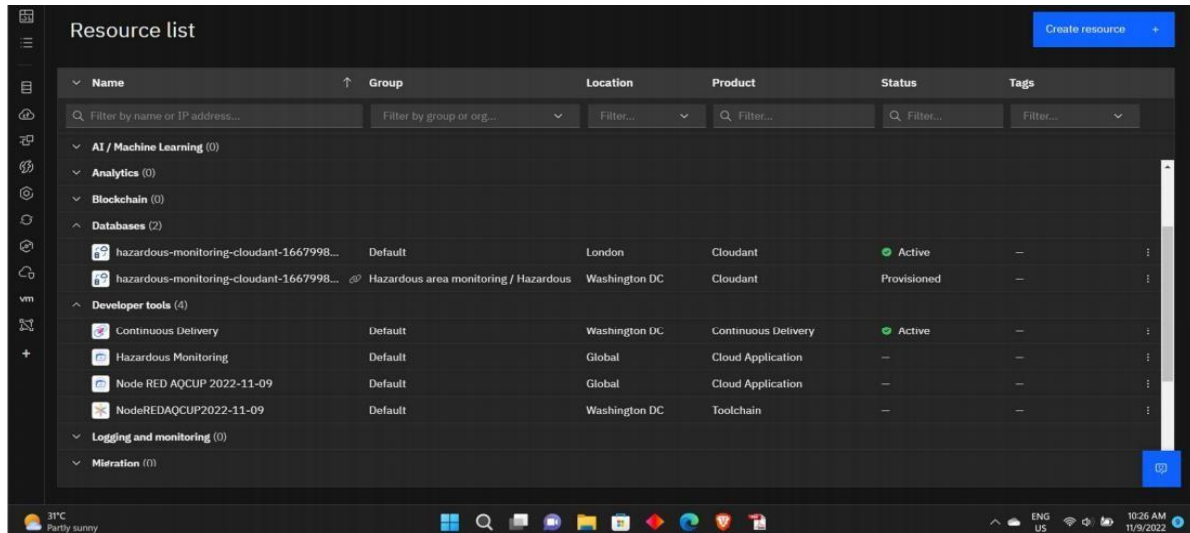 Resource list
Create resource +
Name ↑ Group Location Product Status Tags
Filter by name or IP address... Filter by group or org... Filter... Filter... Filter... Filter...
AI / Machine Learning (0)
Analytics (0)
Blockchain (0)
Databases (2)
hazardous-monitoring-cloudant-1667998... Default London Cloudant Active —
hazardous-monitoring-cloudant-1667998... Hazardous area monitoring / Hazardous Washington DC Cloudant Provisioned —
Developer tools (4)
Continuous Delivery Default Washington DC Continuous Delivery Active —
Hazardous Monitoring Default Global Cloud Application — —
Node RED AQCUP 2022-11-09 Default Global Cloud Application — —
NodeREDAQCUP2022-11-09 Default Washington DC Toolchain — —
Logging and monitoring (0)
Migration (0)
vm
31°C
Partly sunny
ENG
US
10:26 AM
11/9/2022